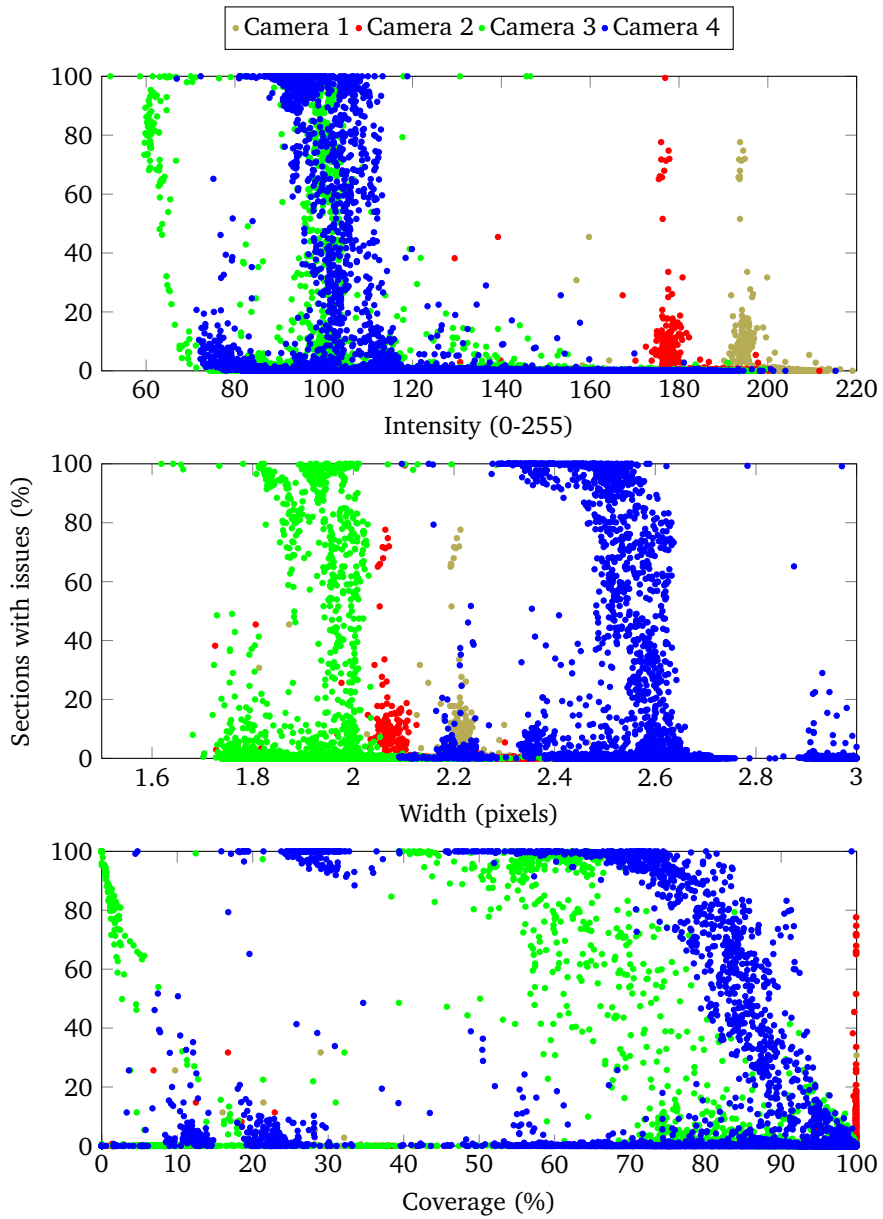 Camera 1 Camera 2 Camera 3 Camera 4
100
80
60
40
20
0
60 80 100 120 140 160 180 200 220
Intensity (0-255)
Sections with issues (%)
100
80
60
40
20
0
1.6 1.8 2 2.2 2.4 2.6 2.8 3
Width (pixels)
100
80
60
40
20
0
0 10 20 30 40 50 60 70 80 90 100
Coverage (%)